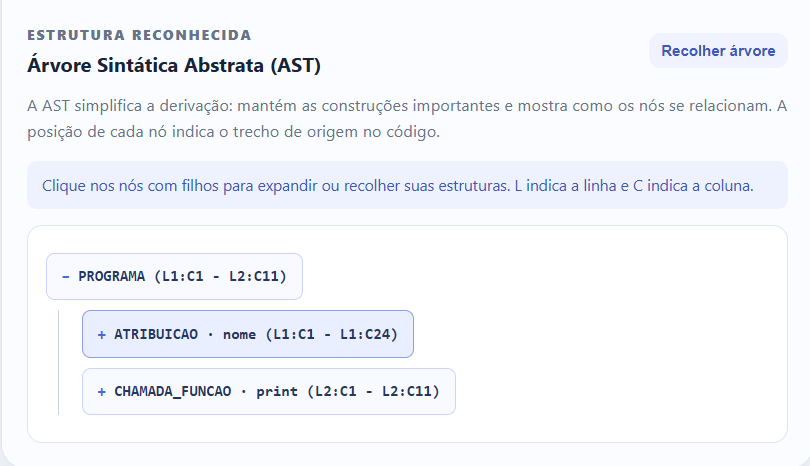 ESTRUTURA RECONHECIDA
Árvore Sintática Abstrata (AST)
Recolher árvore
A AST simplifica a derivação: mantém as construções importantes e mostra como os nós se relacionam. A
posição de cada nó indica o trecho de origem no código.
Clique nos nós com filhos para expandir ou recolher suas estruturas. L indica a linha e C indica a coluna.
– PROGRAMA (L1:C1 - L2:C11)
+ ATRIBUICAO · nome (L1:C1 - L1:C24)
+ CHAMADA_FUNCAO · print (L2:C1 - L2:C11)